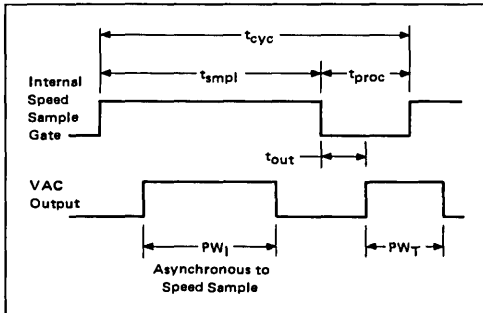 tcyc
tsmpl
tproc
Internal
Speed
Sample
Gate
tout
VAC
Output
PWI
PWT
Asynchronous to
Speed Sample